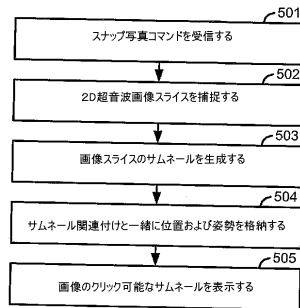 501
スナップ写真コマンドを受信する
502
2D超音波画像スライスを捕捉する
503
画像スライスのサムネールを生成する
504
サムネール関連付けと一緒に位置および姿勢を格納する
505
画像のクリック可能なサムネールを表示する